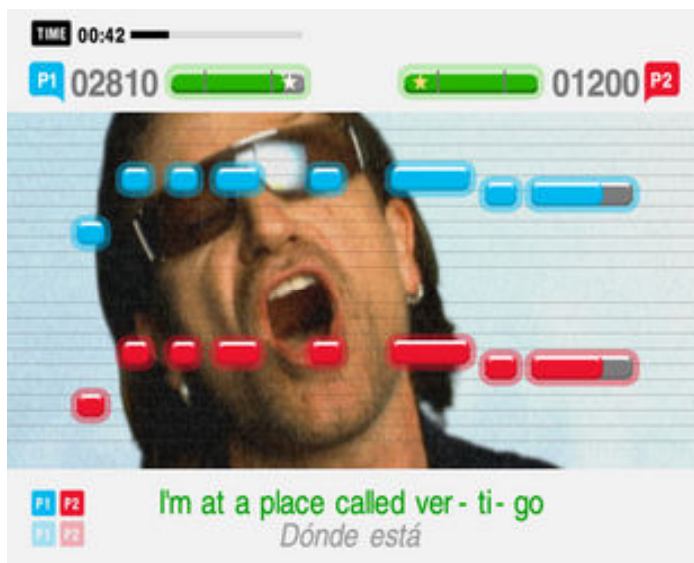 TIME 00:42
P1 02810 01200 P2
P1 P2 I'm at a place called ver - ti - go
P1 P2 Dónde está